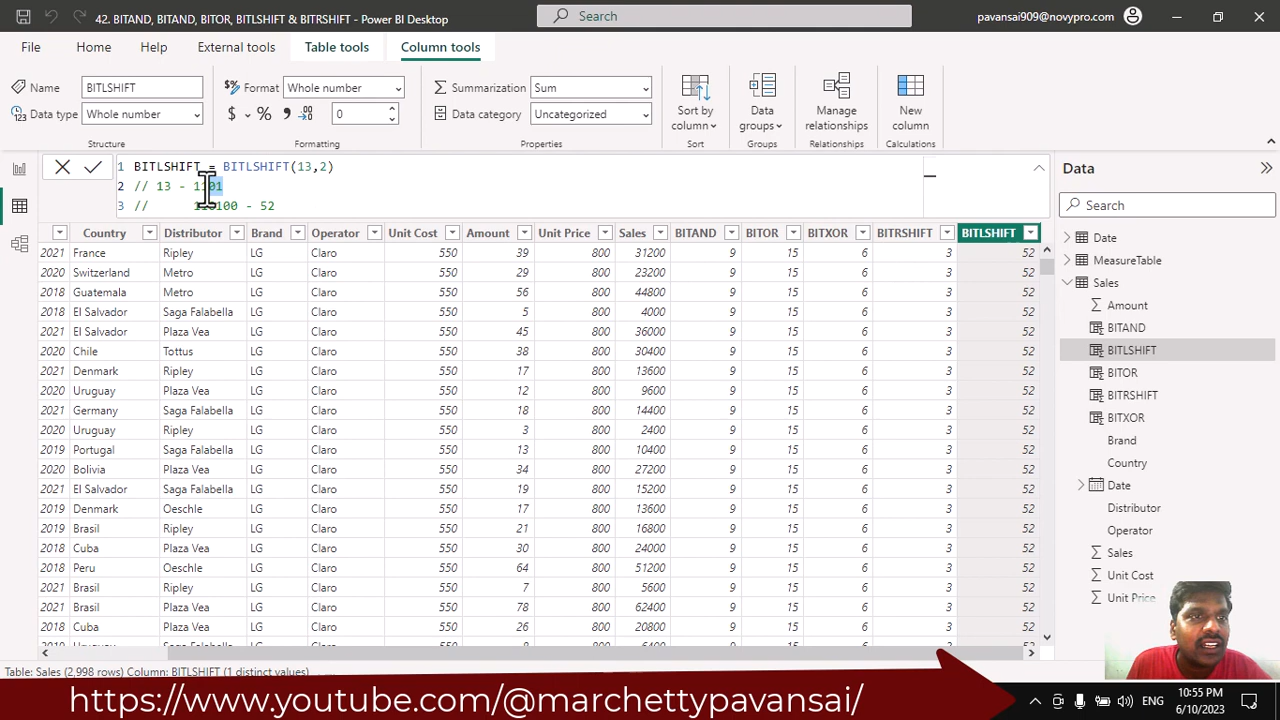 42. BITAND, BITOR, BITLSHIFT & BITRSHIFT - Power BI Desktop
Search
pavansai909@novypro.com
File
Home
Help
External tools
Table tools
Column tools
Name
BITLSHIFT
Format
Whole number
Summarization
Sum
Data type
Whole number
$ % 9 0
Data category
Uncategorized
Sort by column
Data groups
Manage relationships
New column
Structure
Formatting
Properties
Sort
Groups
Relationships
Calculations
1 BITLSHIFT = BITLSHIFT(13,2)
2 // 13 - 1101
3 // 110100 - 52
Country Distributor Brand Operator Unit Cost Amount Unit Price Sales BITAND BITOR BITXOR BITRSHIFT BITLSHIFT
2021 France Ripley LG Claro 550 39 800 31200 9 15 6 3 52
2020 Switzerland Metro LG Claro 550 29 800 23200 9 15 6 3 52
2018 Guatemala Metro LG Claro 550 56 800 44800 9 15 6 3 52
2018 El Salvador Saga Falabella LG Claro 550 5 800 4000 9 15 6 3 52
2021 El Salvador Plaza Vea LG Claro 550 45 800 36000 9 15 6 3 52
2020 Chile Tottus LG Claro 550 38 800 30400 9 15 6 3 52
2021 Denmark Ripley LG Claro 550 17 800 13600 9 15 6 3 52
2020 Uruguay Plaza Vea LG Claro 550 12 800 9600 9 15 6 3 52
2021 Germany Saga Falabella LG Claro 550 18 800 14400 9 15 6 3 52
2020 Uruguay Ripley LG Claro 550 3 800 2400 9 15 6 3 52
2019 Portugal Saga Falabella LG Claro 550 13 800 10400 9 15 6 3 52
2020 Bolivia Plaza Vea LG Claro 550 34 800 27200 9 15 6 3 52
2021 El Salvador Saga Falabella LG Claro 550 19 800 15200 9 15 6 3 52
2019 Denmark Oeschle LG Claro 550 17 800 13600 9 15 6 3 52
2019 Brasil Ripley LG Claro 550 21 800 16800 9 15 6 3 52
2018 Cuba Plaza Vea LG Claro 550 30 800 24000 9 15 6 3 52
2018 Peru Oeschle LG Claro 550 64 800 51200 9 15 6 3 52
2021 Brasil Ripley LG Claro 550 7 800 5600 9 15 6 3 52
2021 Brasil Plaza Vea LG Claro 550 78 800 62400 9 15 6 3 52
2018 Cuba Plaza Vea LG Claro 550 26 800 20800 9 15 6 3 52
Data
Search
Date
MeasureTable
Sales
Amount
BITAND
BITLSHIFT
BITOR
BITRSHIFT
BITXOR
Brand
Country
Date
Distributor
Operator
Sales
Unit Cost
Unit Price
Table: Sales (2,998 rows) Column: BITLSHIFT (1 distinct values)
https://www.youtube.com/@marchettypavansai/
ENG
10:55 PM
6/10/2023